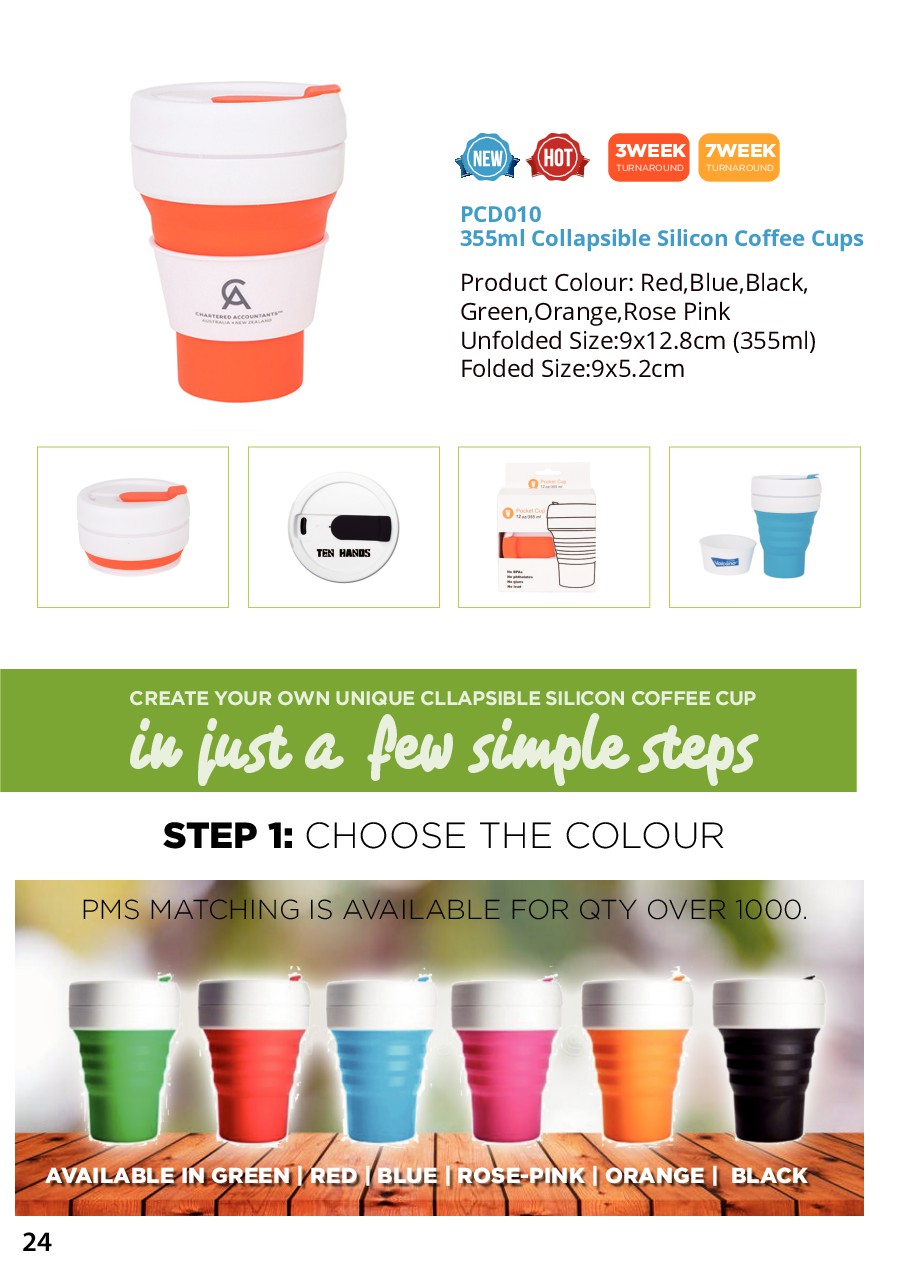 NEW
HOT
3WEEK
TURNAROUND
7WEEK
TURNAROUND
PCD010
355ml Collapsible Silicon Coffee Cups
Product Colour: Red,Blue,Black,
Green,Orange,Rose Pink
Unfolded Size:9x12.8cm (355ml)
Folded Size:9x5.2cm
CA
CHARTERED ACCOUNTANTS™
AUSTRALIA + NEW ZEALAND
TEN HANDS
Pocket Cup
12 oz/355 ml
Pocket Cup
12 oz/355 ml
No BPAs
No phthalates
No glues
No lead
CREATE YOUR OWN UNIQUE CLLAPSIBLE SILICON COFFEE CUP
in just a few simple steps
STEP 1: CHOOSE THE COLOUR
PMS MATCHING IS AVAILABLE FOR QTY OVER 1000.
AVAILABLE IN GREEN | RED | BLUE | ROSE-PINK | ORANGE | BLACK
24